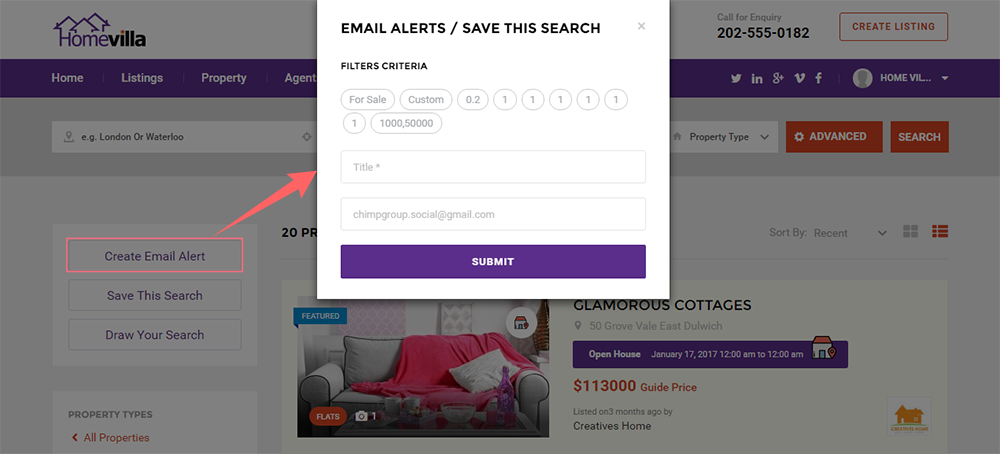 Homevilla
Call for Enquiry
202-555-0182
CREATE LISTING
Home
Listings
Property
HOME VIL...
EMAIL ALERTS / SAVE THIS SEARCH
×
FILTERS CRITERIA
For Sale Custom 0.2 1 1 1 1 1
1 1000,50000
Title *
chimpgroup.social@gmail.com
SUBMIT
e.g. London Or Waterloo
Property Type
ADVANCED
SEARCH
Create Email Alert
Save This Search
Draw Your Search
PROPERTY TYPES
All Properties
20
Sort By: Recent
FEATURED
FLATS
1
GLAMOROUS COTTAGES
50 Grove Vale East Dulwich
Open House January 17, 2017 12:00 am to 12:00 am
$113000 Guide Price
Listed on3 months ago by
Creatives Home
CREATIVES HOME